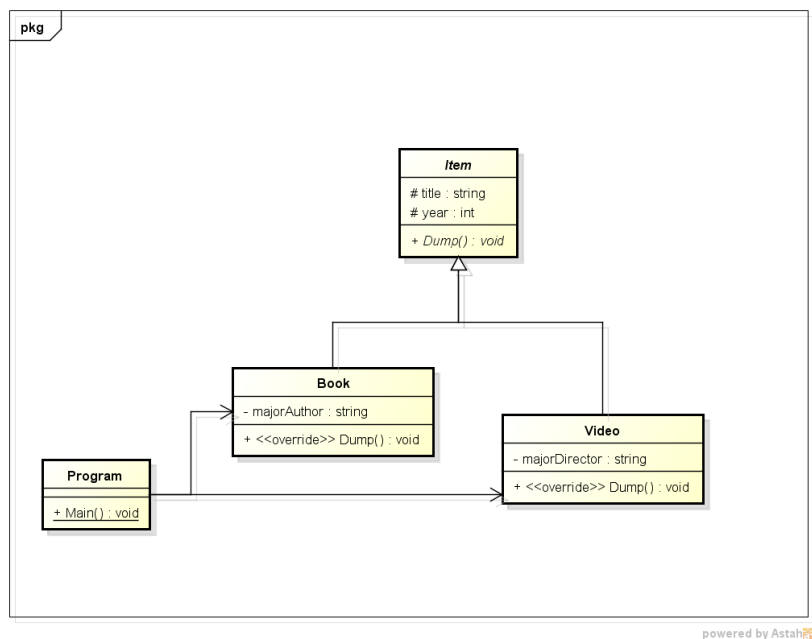 pkg
Item
# title : string
# year : int
+ Dump() : void
Book
- majorAuthor : string
+ <<override>> Dump() : void
Video
- majorDirector : string
+ <<override>> Dump() : void
Program
+ Main() : void
powered by Astah